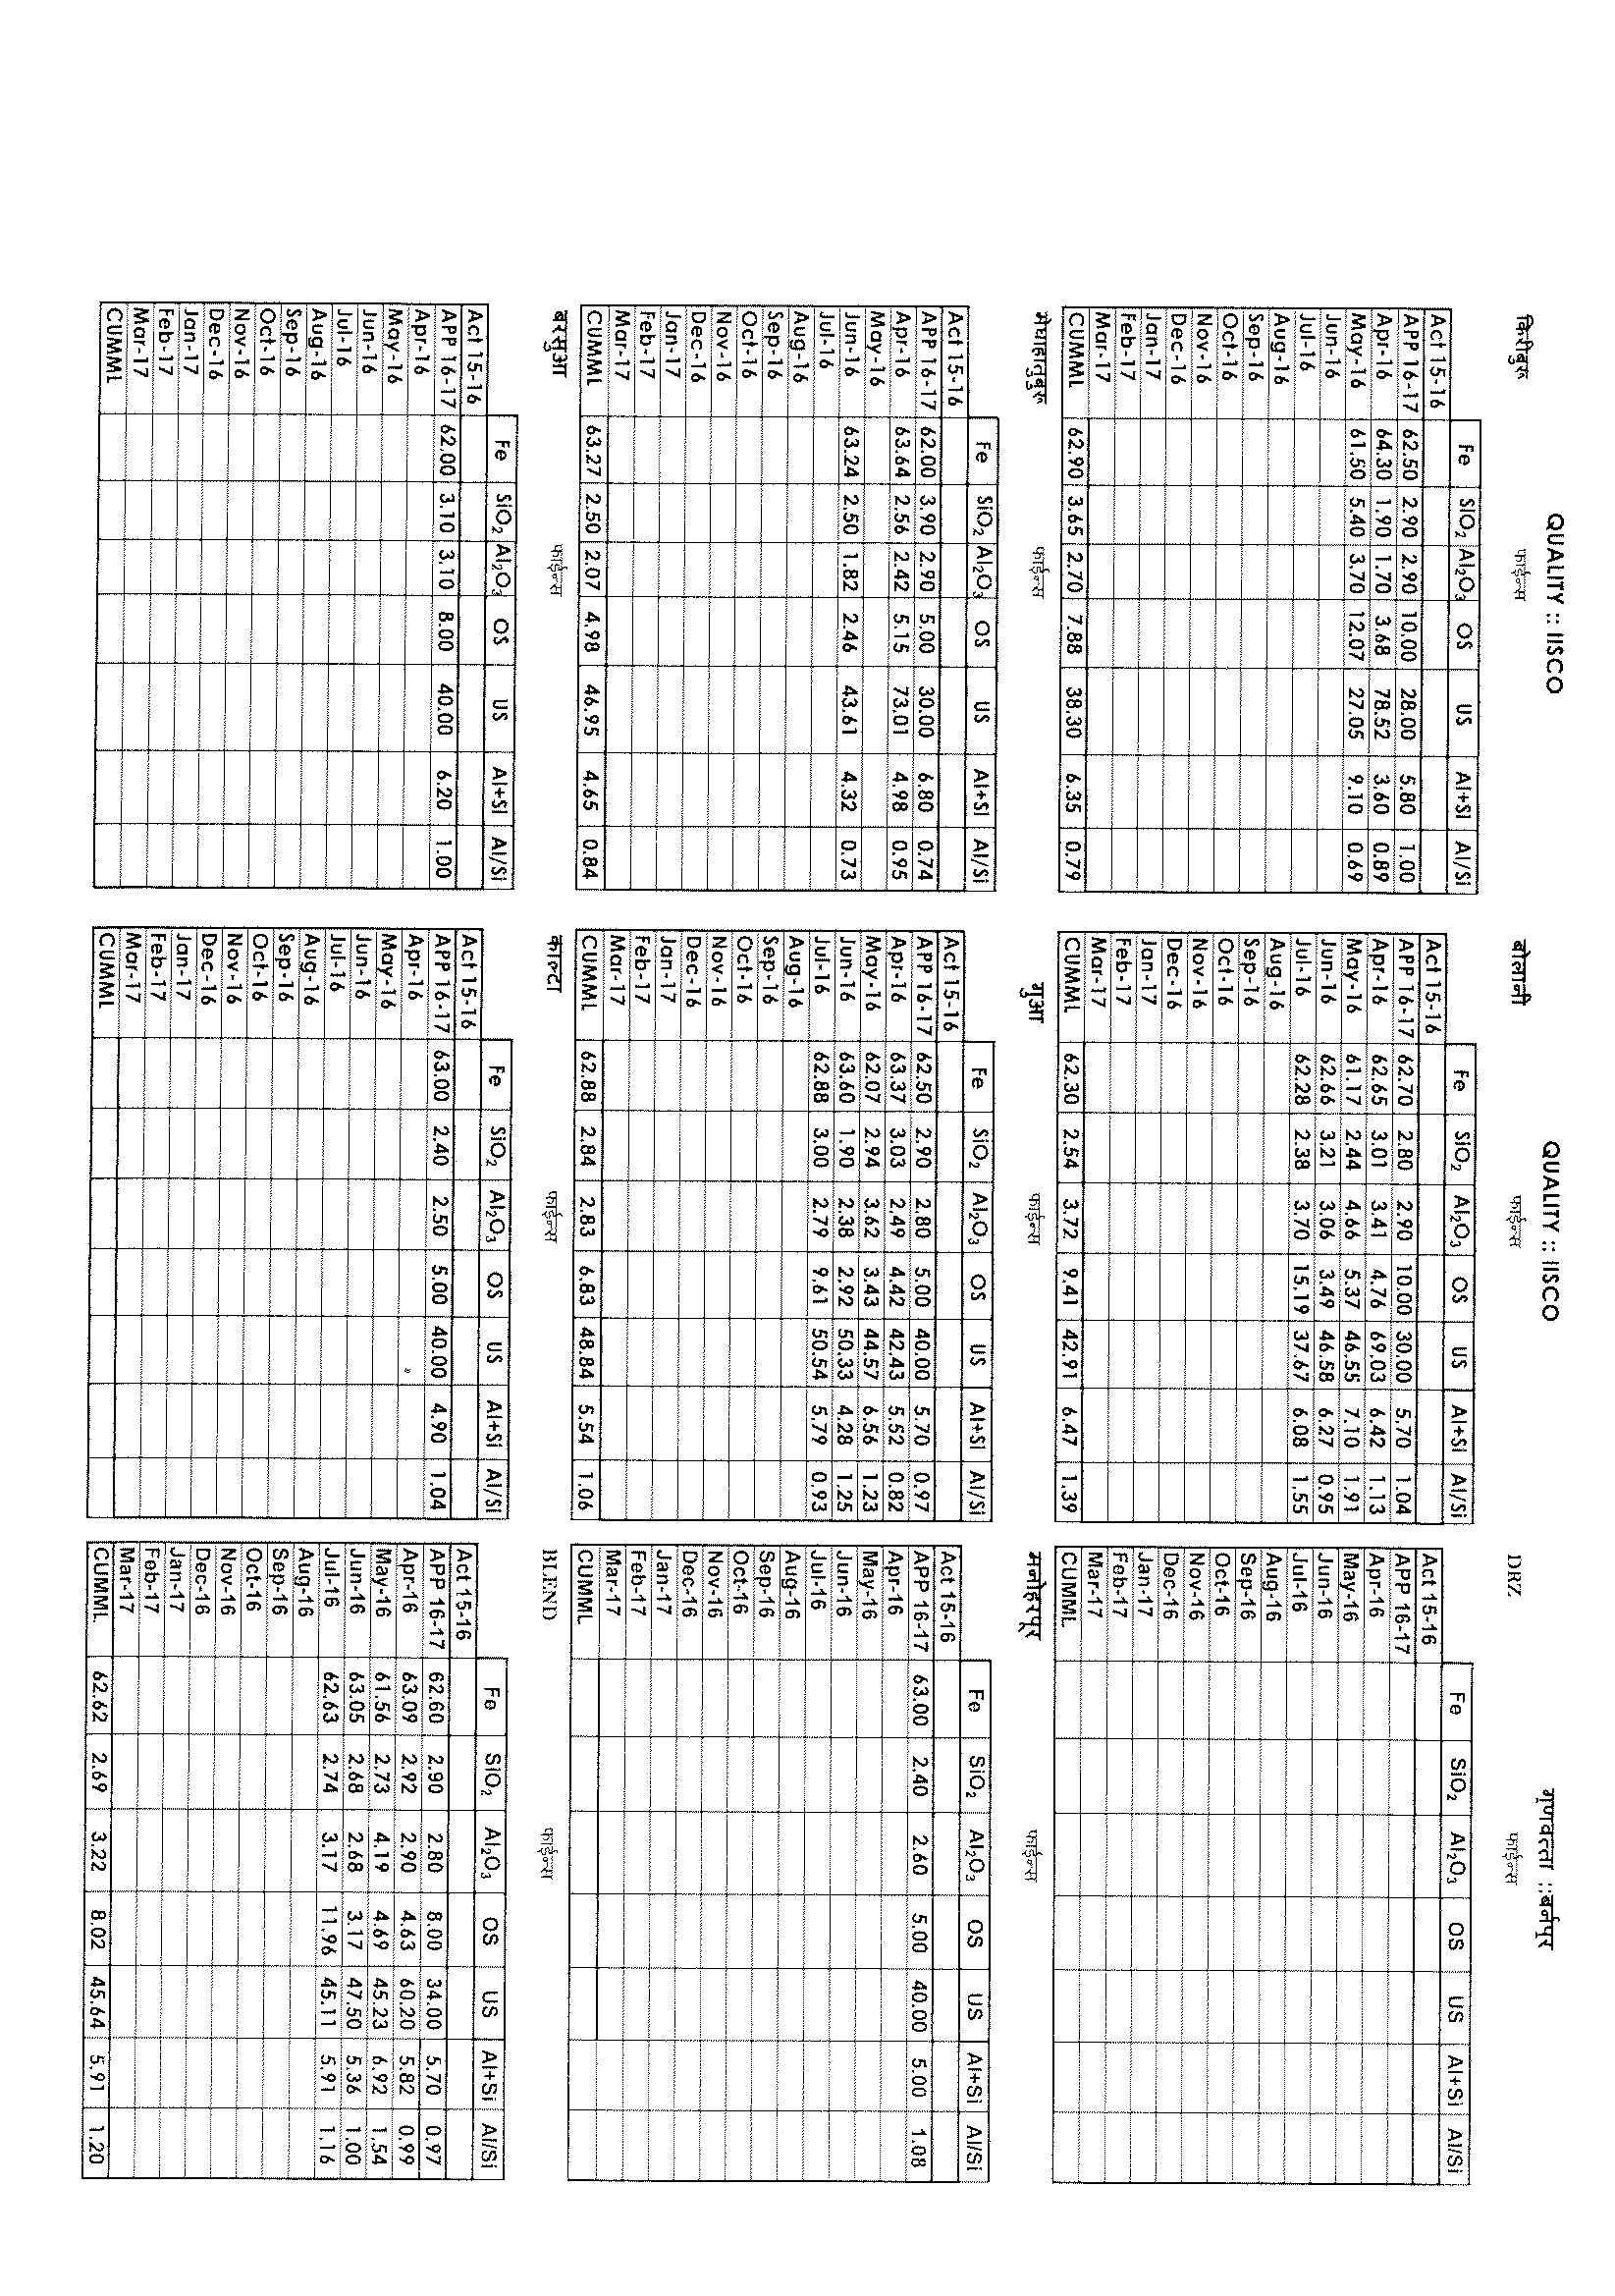 QUALITY :: IISCO
किरीबुरू फाईन्स
Fe SiO₂ Al₂O₃ OS US Al+Si Al/Si
Act 15-16
APP 16-17 62.50 2.90 2.90 10.00 28.00 5.80 1.00
Apr-16 64.30 1.90 1.70 3.68 78.52 3.60 0.89
May-16 61.50 5.40 3.70 12.07 27.05 9.10 0.69
Jun-16
Jul-16
Aug-16
Sep-16
Oct-16
Nov-16
Dec-16
Jan-17
Feb-17
Mar-17
CUMML 62.90 3.65 2.70 7.88 38.30 6.35 0.79
QUALITY :: IISCO
बोलानी फाईन्स
Fe SiO₂ Al₂O₃ OS US Al+Si Al/Si
Act 15-16
APP 16-17 62.70 2.80 2.90 10.00 30.00 5.70 1.04
Apr-16 62.65 3.01 3.41 4.76 69.03 6.42 1.13
May-16 61.17 2.44 4.66 5.37 46.55 7.10 1.91
Jun-16 62.66 3.21 3.06 3.49 46.58 6.27 0.95
Jul-16 62.28 2.38 3.70 15.19 37.67 6.08 1.55
Aug-16
Sep-16
Oct-16
Nov-16
Dec-16
Jan-17
Feb-17
Mar-17
CUMML 62.30 2.54 3.72 9.41 42.91 6.47 1.39
गुणवत्ता ::बर्नपुर
DRZ फाईन्स
Fe SiO₂ Al₂O₃ OS US Al+Si Al/Si
Act 15-16
APP 16-17
Apr-16
May-16
Jun-16
Jul-16
Aug-16
Sep-16
Oct-16
Nov-16
Dec-16
Jan-17
Feb-17
Mar-17
CUMML
मेघाहातुबुरू फाईन्स
Fe SiO₂ Al₂O₃ OS US Al+Si Al/Si
Act 15-16
APP 16-17 62.00 3.90 2.90 5.00 30.00 6.80 0.74
Apr-16 63.64 2.56 2.42 5.15 73.01 4.98 0.95
May-16
Jun-16 63.24 2.50 1.82 2.46 43.61 4.32 0.73
Jul-16
Aug-16
Sep-16
Oct-16
Nov-16
Dec-16
Jan-17
Feb-17
Mar-17
CUMML 63.27 2.50 2.07 4.98 46.95 4.65 0.84
गुआ फाईन्स
Fe SiO₂ Al₂O₃ OS US Al+Si Al/Si
Act 15-16
APP 16-17 62.50 2.90 2.80 5.00 40.00 5.70 0.97
Apr-16 63.37 3.03 2.49 4.42 42.43 5.52 0.82
May-16 62.07 2.94 3.62 3.43 44.57 6.56 1.23
Jun-16 63.60 1.90 2.38 2.92 50.33 4.28 1.25
Jul-16 62.88 3.00 2.79 9.61 50.54 5.79 0.93
Aug-16
Sep-16
Oct-16
Nov-16
Dec-16
Jan-17
Feb-17
Mar-17
CUMML 62.88 2.84 2.83 6.83 48.84 5.54 1.06
मनोहरपूर फाईन्स
Fe SiO₂ Al₂O₃ OS US Al+Si Al/Si
Act 15-16
APP 16-17 63.00 2.40 2.60 5.00 40.00 5.00 1.08
Apr-16
May-16
Jun-16
Jul-16
Aug-16
Sep-16
Oct-16
Nov-16
Dec-16
Jan-17
Feb-17
Mar-17
CUMML
बरसुआ फाईन्स
Fe SiO₂ Al₂O₃ OS US Al+Si Al/Si
Act 15-16
APP 16-17 62.00 3.10 3.10 8.00 40.00 6.20 1.00
Apr-16
May-16
Jun-16
Jul-16
Aug-16
Sep-16
Oct-16
Nov-16
Dec-16
Jan-17
Feb-17
Mar-17
CUMML
काल्टा फाईन्स
Fe SiO₂ Al₂O₃ OS US Al+Si Al/Si
Act 15-16
APP 16-17 63.00 2.40 2.50 5.00 40.00 4.90 1.04
Apr-16
May-16
Jun-16
Jul-16
Aug-16
Sep-16
Oct-16
Nov-16
Dec-16
Jan-17
Feb-17
Mar-17
CUMML
BLEND फाईन्स
Fe SiO₂ Al₂O₃ OS US Al+Si Al/Si
Act 15-16
APP 16-17 62.60 2.90 2.80 8.00 34.00 5.70 0.97
Apr-16 63.09 2.92 2.90 4.63 60.20 5.82 0.99
May-16 61.56 2.73 4.19 4.69 45.23 6.92 1.54
Jun-16 63.05 2.68 2.68 3.17 47.50 5.36 1.00
Jul-16 62.63 2.74 3.17 11.96 45.11 5.91 1.16
Aug-16
Sep-16
Oct-16
Nov-16
Dec-16
Jan-17
Feb-17
Mar-17
CUMML 62.62 2.69 3.22 8.02 45.64 5.91 1.20